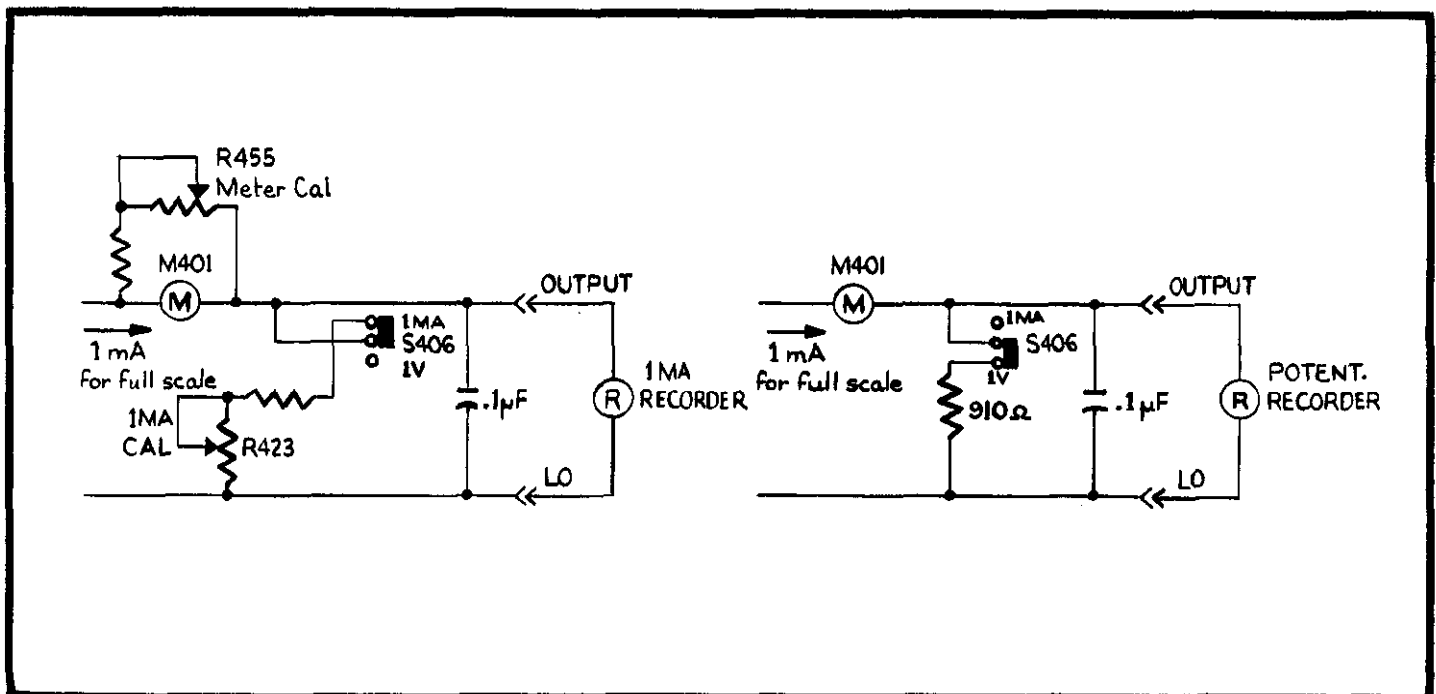 R455
Meter Cal
M401
M
OUTPUT
1MA
S406
1V
1 mA
for full scale
1MA
CAL
R423
.1µF
R
1MA
RECORDER
LO
M401
M
OUTPUT
1MA
S406
1V
1 mA
for full scale
910Ω
.1µF
R
POTENT.
RECORDER
LO